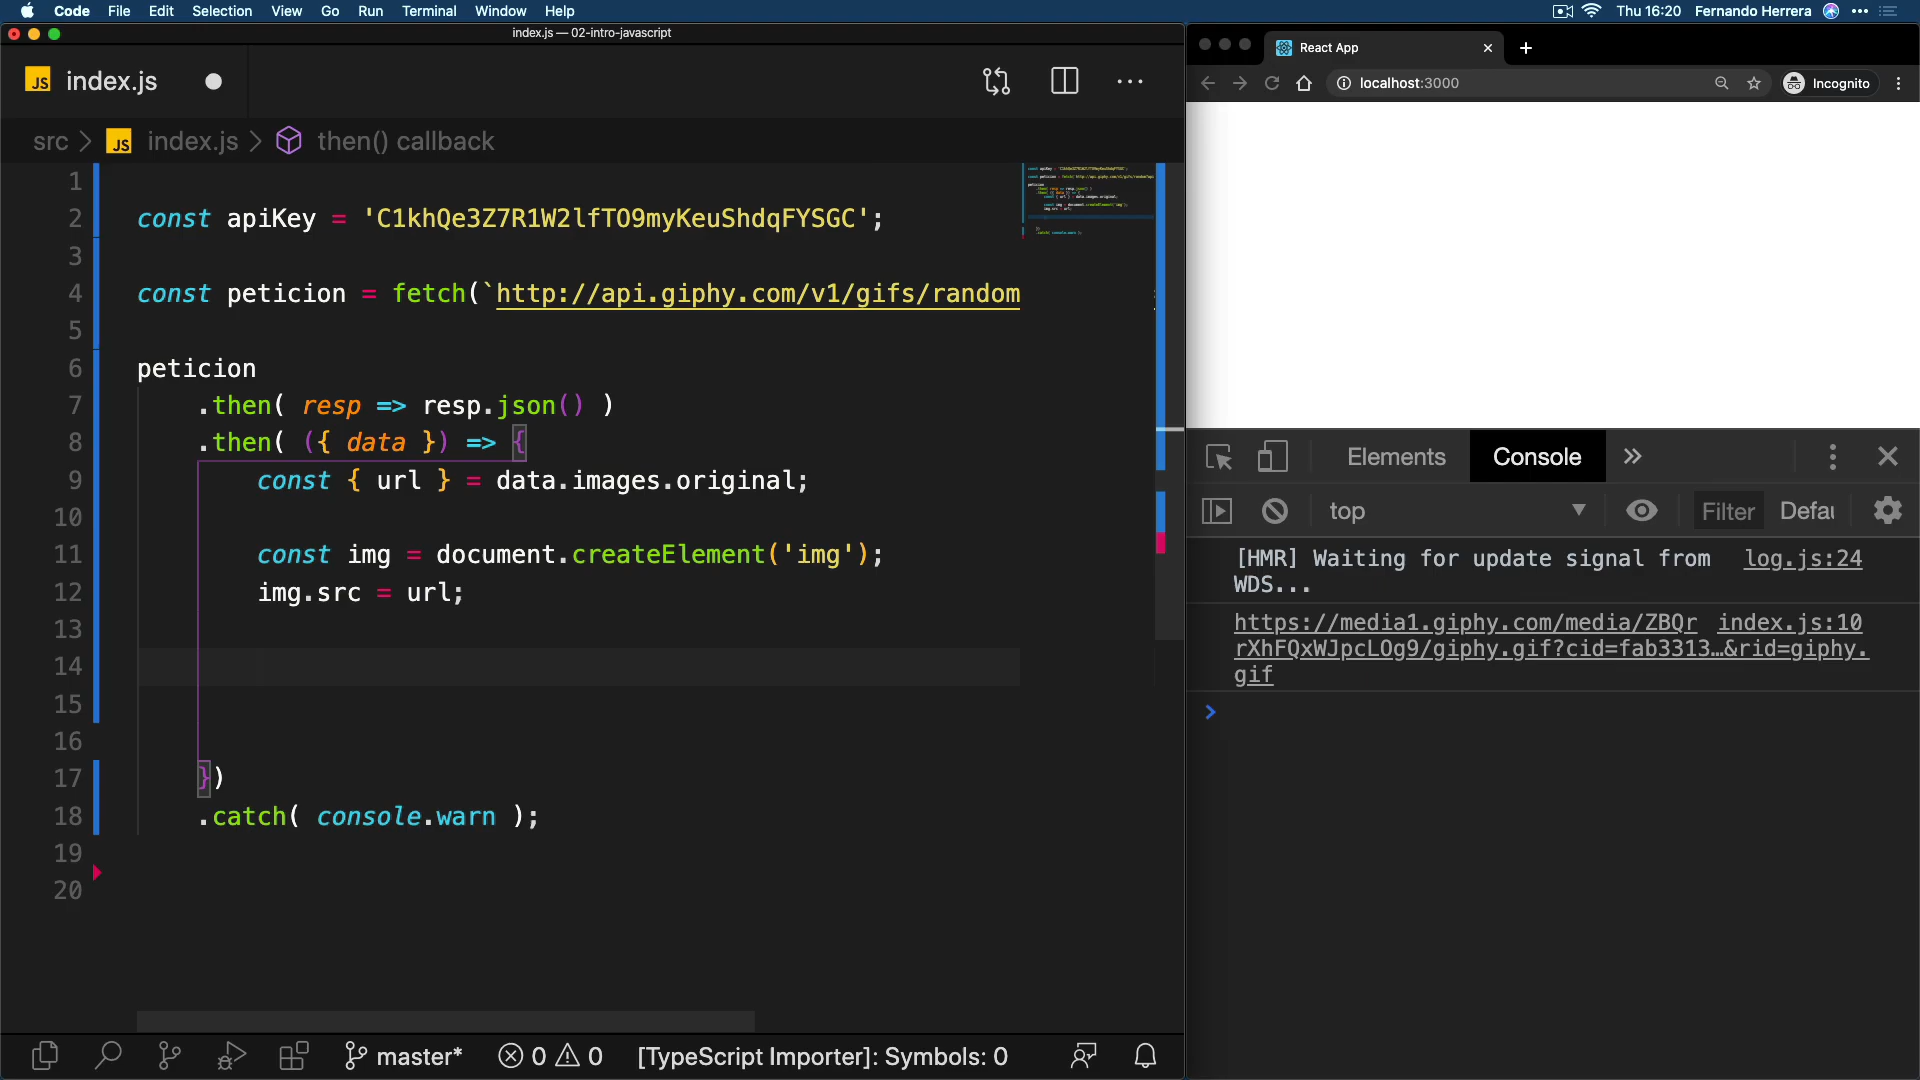 Code File Edit Selection View Go Run Terminal Window Help
Thu 16:20 Fernando Herrera
index.js — 02-intro-javascript
JS index.js
src > JS index.js > then() callback
1
2 const apiKey = 'C1khQe3Z7R1W2lfTO9myKeuShdqFYSGC';
3
4 const peticion = fetch(`http://api.giphy.com/v1/gifs/random
5
6 peticion
7 .then( resp => resp.json() )
8 .then( ({ data }) => {
9 const { url } = data.images.original;
10
11 const img = document.createElement('img');
12 img.src = url;
13
14
15
16
17 })
18 .catch( console.warn );
19
20
master* 0 0 [TypeScript Importer]: Symbols: 0
React App
localhost:3000
Incognito
Elements Console
top Filter Defau
[HMR] Waiting for update signal from log.js:24
WDS...
https://media1.giphy.com/media/ZBQr index.js:10
rXhFQxWJpcLOg9/giphy.gif?cid=fab3313…&rid=giphy.
gif